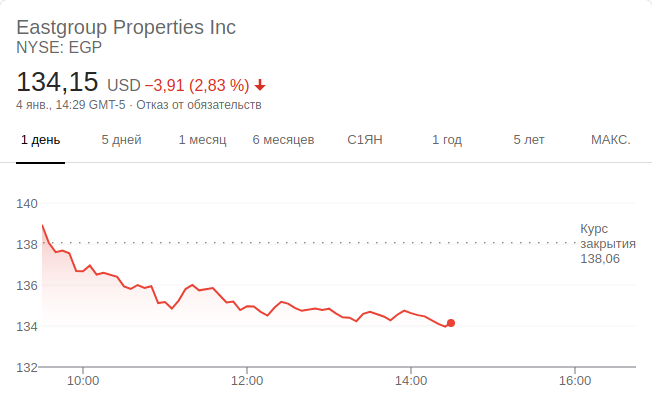 Eastgroup Properties Inc
NYSE: EGP
134,15 USD −3,91 (2,83 %)
4 янв., 14:29 GMT-5 · Отказ от обязательств
1 день 5 дней 1 месяц 6 месяцев С1ЯН 1 год 5 лет МАКС.
140
Курс
138 закрытия
138,06
136
134
132
10:00 12:00 14:00 16:00